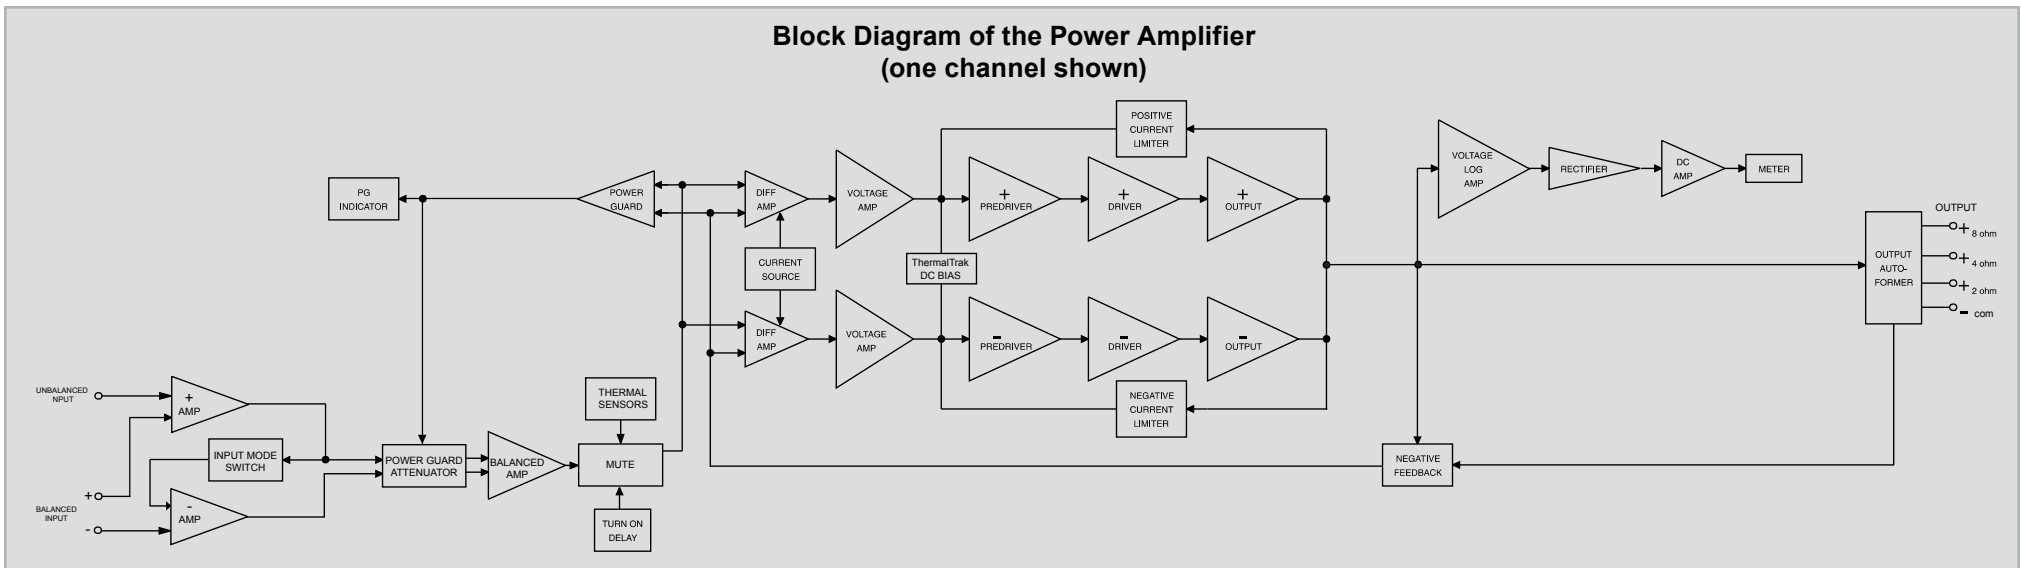 Block Diagram of the Power Amplifier
(one channel shown)
POSITIVE
CURRENT
LIMITER
PG
INDICATOR
POWER
GUARD
DIFF
AMP
VOLTAGE
AMP
+
PREDRIVER
+
DRIVER
+
OUTPUT
VOLTAGE
LOG
AMP
RECTIFIER
DC
AMP
METER
CURRENT
SOURCE
ThermalTrak
DC BIAS
OUTPUT
AUTO-
FORMER
OUTPUT
+ 8 ohm
+ 4 ohm
+ 2 ohm
- com
DIFF
AMP
VOLTAGE
AMP
-
PREDRIVER
-
DRIVER
-
OUTPUT
NEGATIVE
CURRENT
LIMITER
UNBALANCED
NPUT
+
AMP
THERMAL
SENSORS
INPUT MODE
SWITCH
POWER GUARD
ATTENUATOR
BALANCED
AMP
MUTE
NEGATIVE
FEEDBACK
+
BALANCED
INPUT
-
-
AMP
TURN ON
DELAY